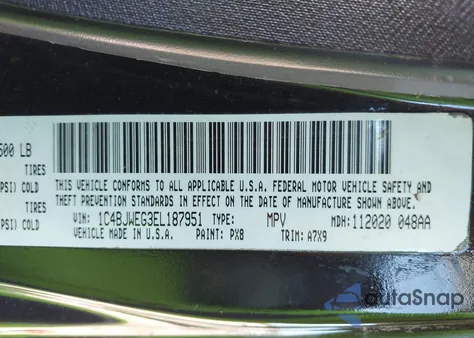 500 LB
TIRES
PSI) COLD
TIRES
PSI) COLD
THIS VEHICLE CONFORMS TO ALL APPLICABLE U.S.A. FEDERAL MOTOR VEHICLE SAFETY AND
THEFT PREVENTION STANDARDS IN EFFECT ON THE DATE OF MANUFACTURE SHOWN ABOVE.
VIN: 1C4BJWEG3EL187951 TYPE: MPV MDH: 112020 048AA
VEHICLE MADE IN U.S.A. PAINT: PX8 TRIM: A7X9
autaSnap